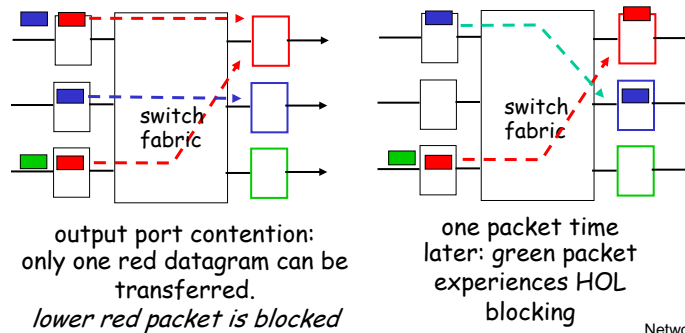 switch
fabric
switch
fabric
output port contention:
only one red datagram can be
transferred.
lower red packet is blocked
one packet time
later: green packet
experiences HOL
blocking
Netwo